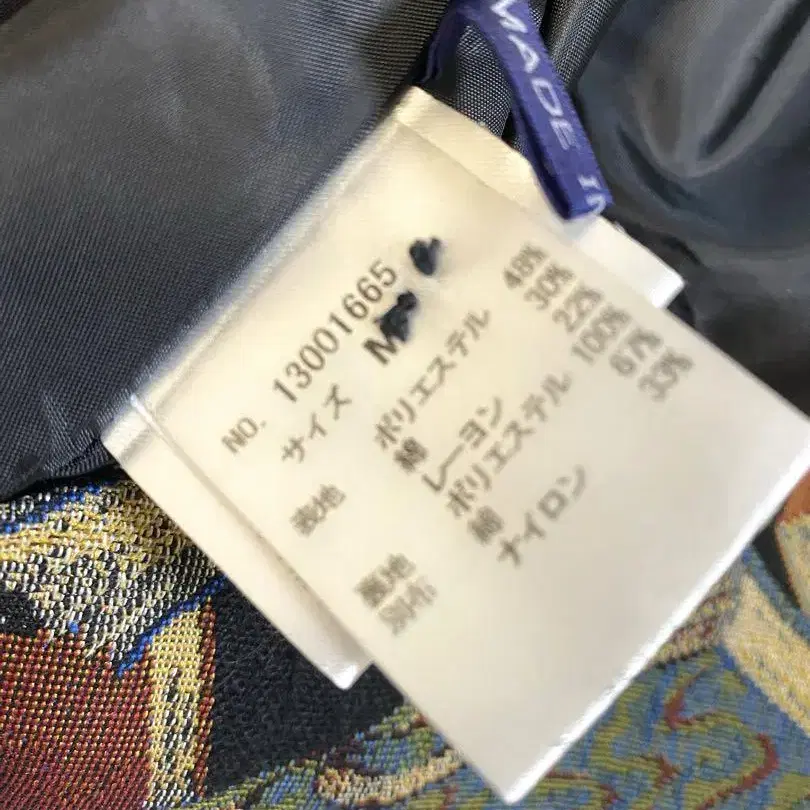 MADE IN
NO. 13001665
サイズ M
表地 ポリエステル 48%
綿 30%
レーヨン 22%
裏地 ポリエステル 100%
別布 綿 67%
ナイロン 33%